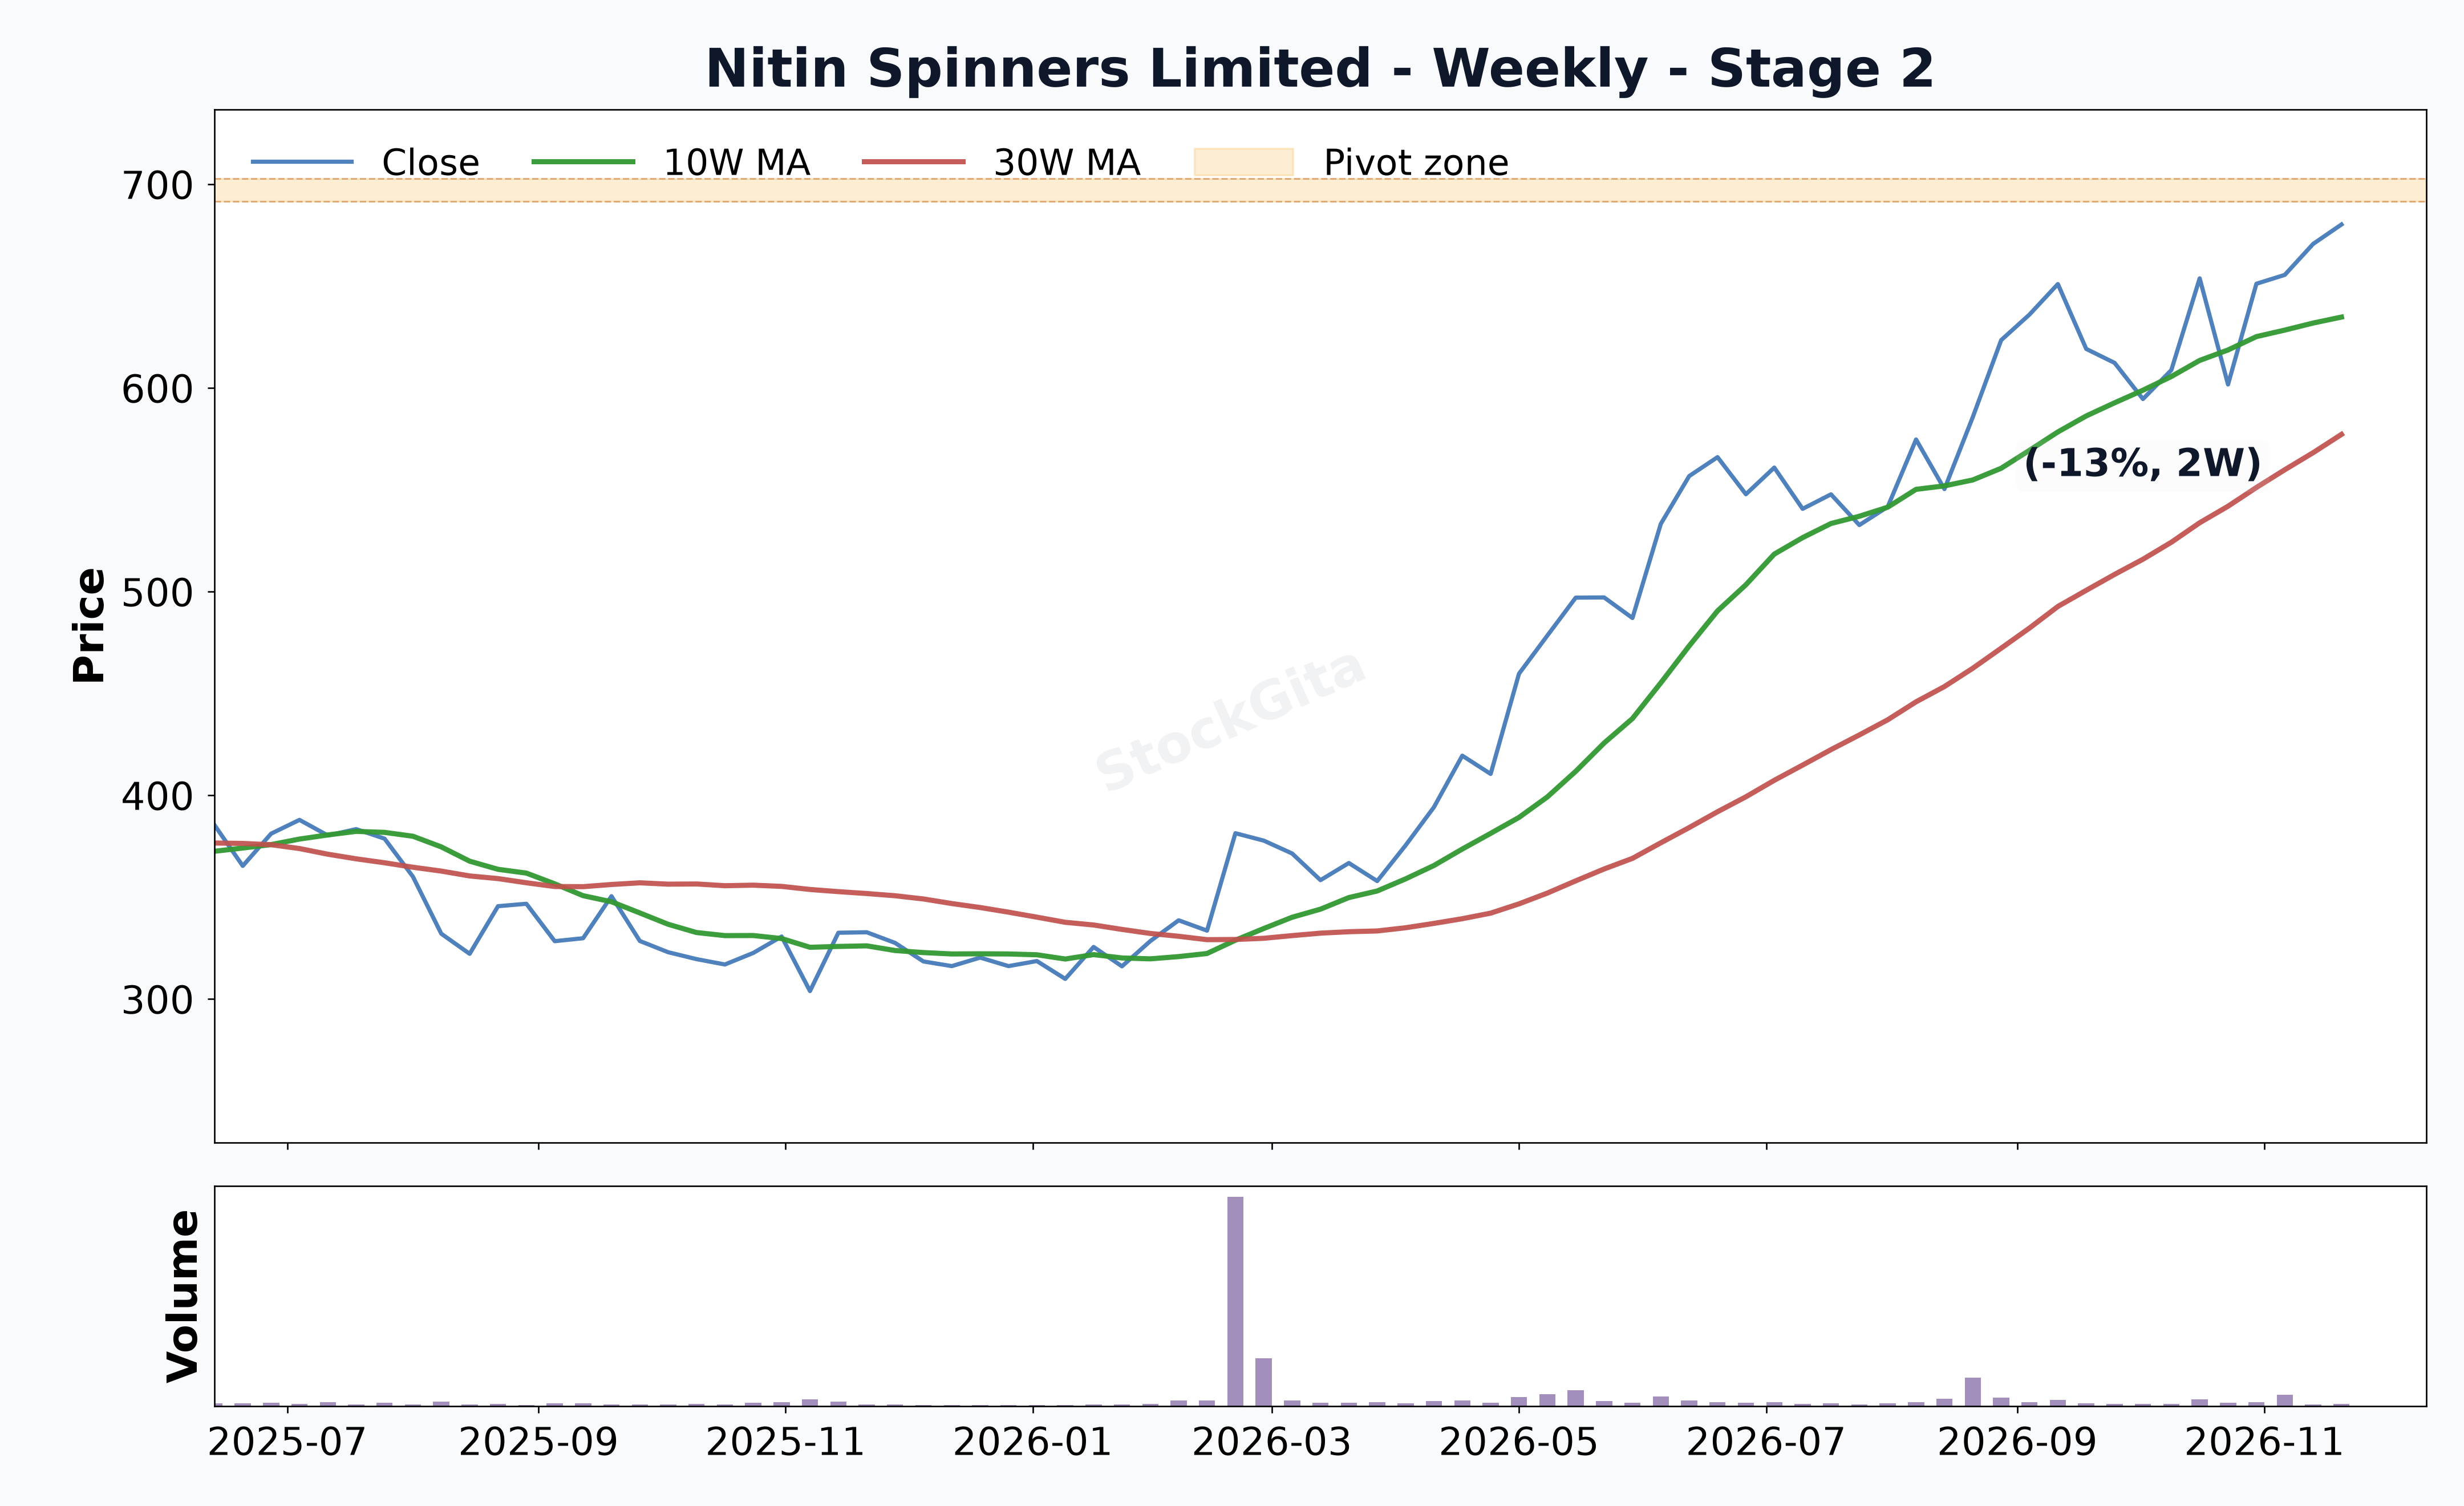 Nitin Spinners Limited - Weekly - Stage 2
Close 10W MA 30W MA Pivot zone
700
600
500
400
300
Price
(-13%, 2W)
StockGita
Volume
2025-07 2025-09 2025-11 2026-01 2026-03 2026-05 2026-07 2026-09 2026-11